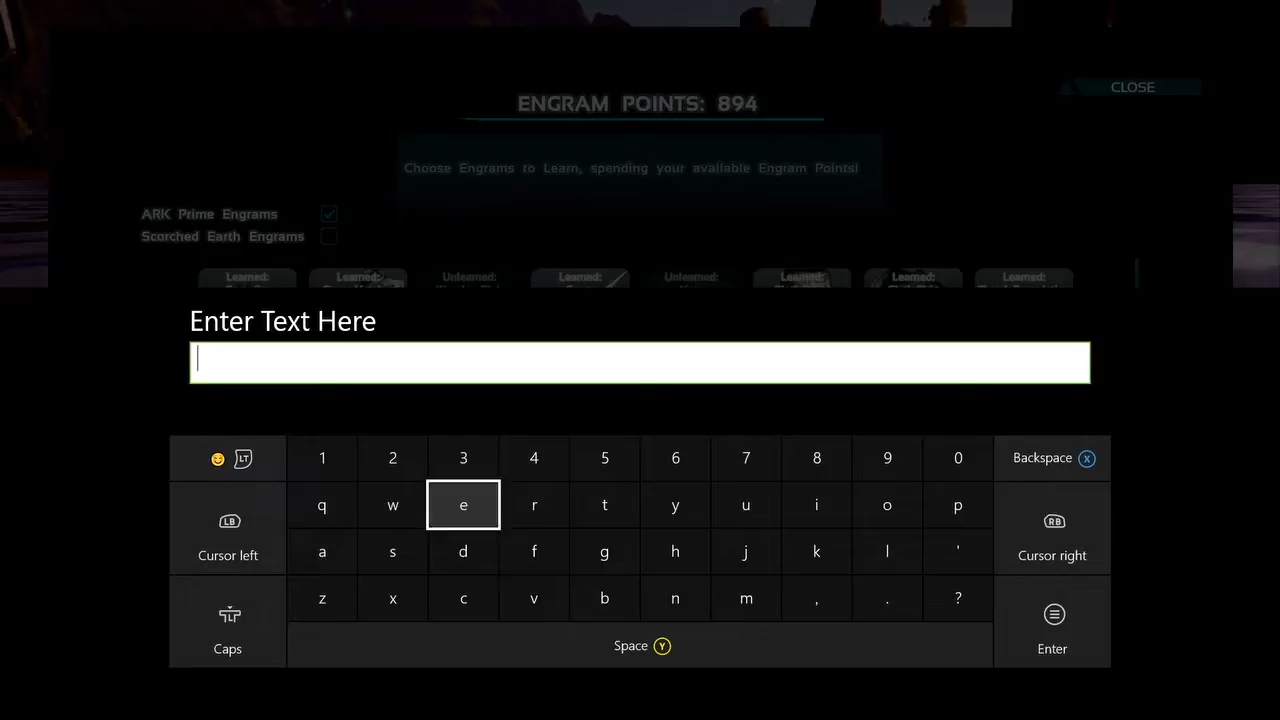 ENGRAM POINTS: 894
CLOSE
Choose Engrams to Learn, spending your available Engram Points!
ARK Prime Engrams
Scorched Earth Engrams
Learned: Learned: Unlearned: Learned: Unlearned: Learned: Learned: Learned:
Enter Text Here
LT 1 2 3 4 5 6 7 8 9 0 Backspace X
q w e r t y u i o p
LB Cursor left
RB Cursor right
a s d f g h j k l '
z x c v b n m , . ?
LT Caps
Space Y
Enter